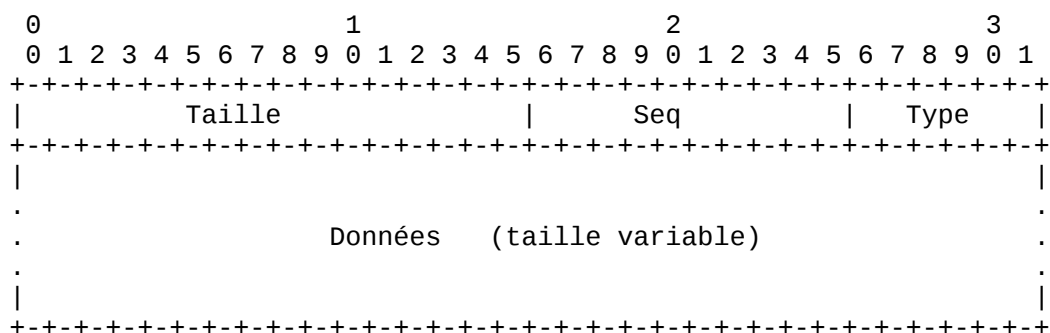 0                   1                   2                   3
 0 1 2 3 4 5 6 7 8 9 0 1 2 3 4 5 6 7 8 9 0 1 2 3 4 5 6 7 8 9 0 1
+-+-+-+-+-+-+-+-+-+-+-+-+-+-+-+-+-+-+-+-+-+-+-+-+-+-+-+-+-+-+-+-+
|          Taille               |      Seq          |   Type    |
+-+-+-+-+-+-+-+-+-+-+-+-+-+-+-+-+-+-+-+-+-+-+-+-+-+-+-+-+-+-+-+-+
|                                                               |
.                                                               .
.                   Données   (taille variable)                 .
.                                                               .
|                                                               |
+-+-+-+-+-+-+-+-+-+-+-+-+-+-+-+-+-+-+-+-+-+-+-+-+-+-+-+-+-+-+-+-+